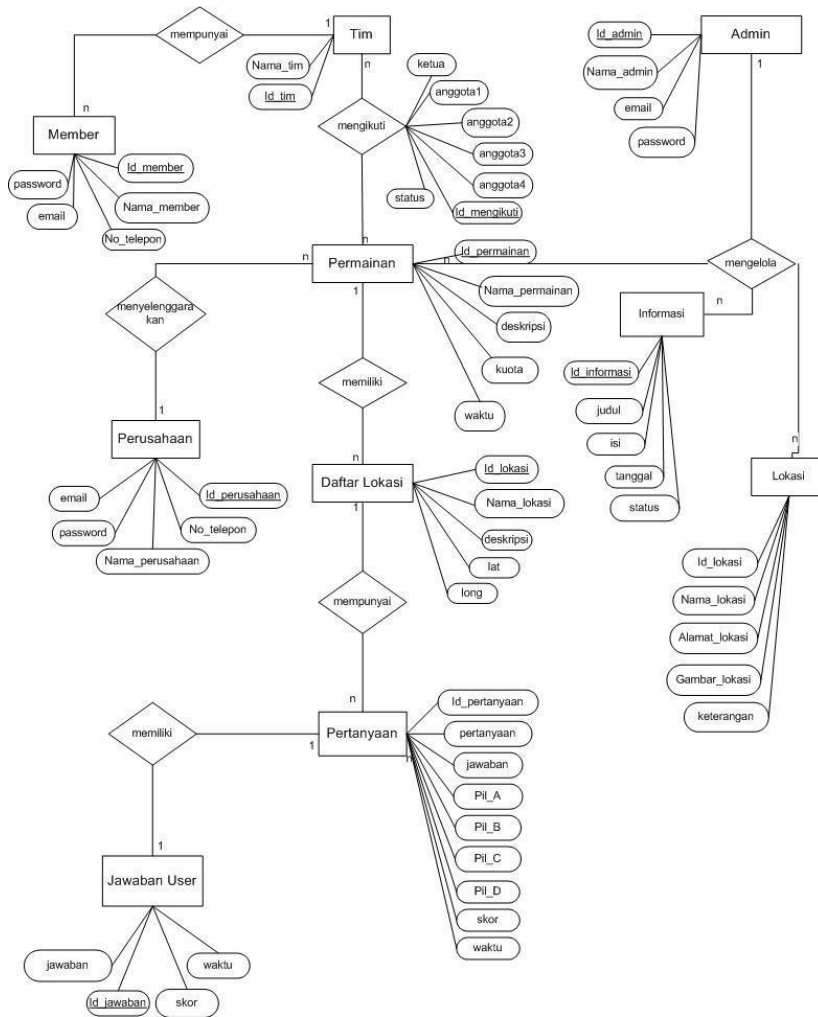 mempunyai
1
Tim
Nama_tim
Id_tim
n
n
Member
Id_member
password
Nama_member
email
No_telepon
mengikuti
ketua
anggota1
anggota2
anggota3
anggota4
status
Id_mengikuti
n
Id_admin
Admin
Nama_admin
1
email
password
n
Permainan
1
n
Id_permainan
Nama_permainan
deskripsi
kuota
waktu
mengelola
n
Informasi
Id_informasi
judul
isi
tanggal
status
n
Lokasi
Id_lokasi
Nama_lokasi
Alamat_lokasi
Gambar_lokasi
keterangan
menyelenggara
kan
1
Perusahaan
email
Id_perusahaan
password
No_telepon
Nama_perusahaan
memiliki
n
Daftar Lokasi
1
Id_lokasi
Nama_lokasi
deskripsi
lat
long
mempunyai
n
Pertanyaan
1
n
Id_pertanyaan
pertanyaan
jawaban
Pil_A
Pil_B
Pil_C
Pil_D
skor
waktu
memiliki
1
Jawaban User
jawaban
waktu
Id_jawaban
skor